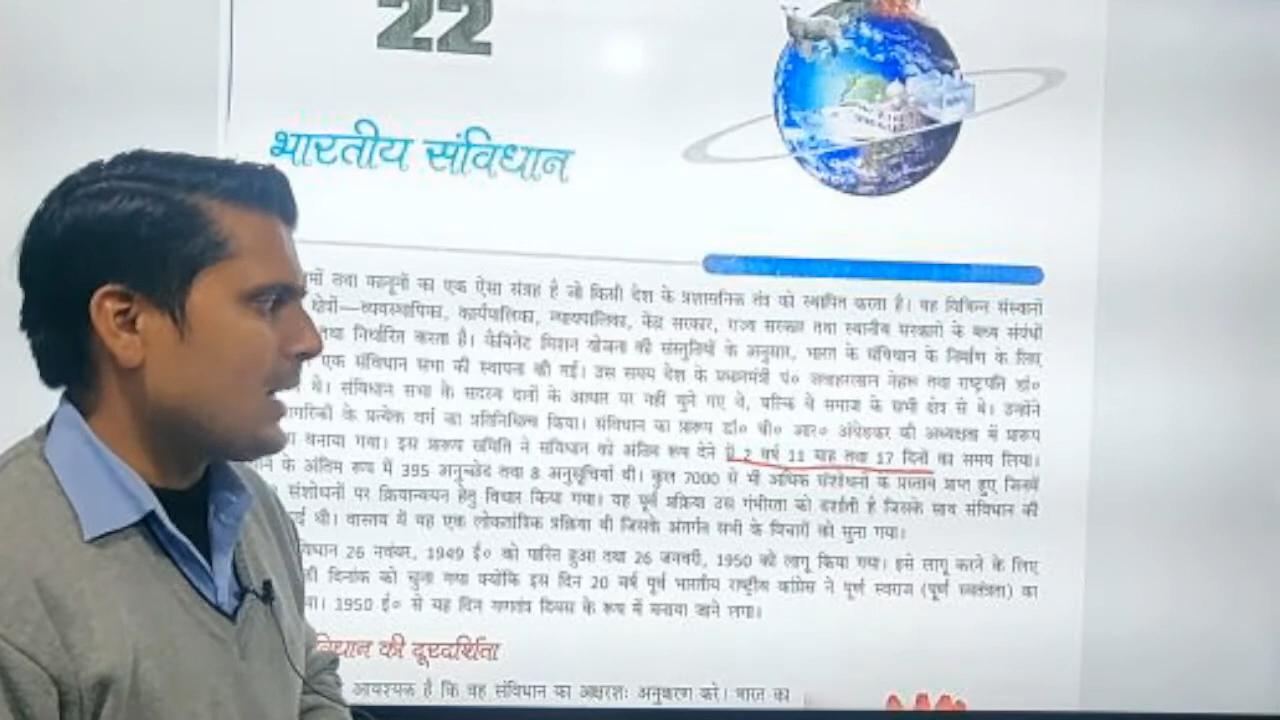 22
भारतीय संविधान
तथा कानूनों का एक ऐसा संग्रह है जो किसी देश के प्रशासनिक तंत्र को स्थापित करता है। यह विभिन्न संस्थानों
क्षेत्रों—व्यवस्थापिका, कार्यपालिका, न्यायपालिका, केंद्र सरकार, राज्य सरकार तथा स्थानीय सरकारों के मध्य संबंधों
तथा निर्धारित करता है। कैबिनेट मिशन योजना की संस्तुतियों के अनुसार, भारत के संविधान के निर्माण के लिए
एक संविधान सभा की स्थापना की गई। उस समय देश के प्रधानमंत्री पं० जवाहरलाल नेहरू तथा राष्ट्रपति डॉ०
थे। संविधान सभा के सदस्य दलों के आधार पर नहीं चुने गए थे, बल्कि वे समाज के सभी क्षेत्र से थे। उन्होंने
नागरिकों के प्रत्येक वर्ग का प्रतिनिधित्व किया। संविधान का प्रारूप डॉ० बी० आर० अंबेडकर की अध्यक्षता में प्रारूप
बनाया गया। इस प्रारूप समिति ने संविधान को अंतिम रूप देने में 2 वर्ष 11 माह तथा 17 दिनों का समय लिया।
के अंतिम रूप में 395 अनुच्छेद तथा 8 अनुसूचियाँ थी। कुल 7000 से भी अधिक संशोधनों के प्रस्ताव प्राप्त हुए जिनमें
संशोधनों पर क्रियान्वयन हेतु विचार किया गया। यह पूर्ण प्रक्रिया उस गंभीरता को दर्शाती है जिसके साथ संविधान की
थी। वास्तव में यह एक लोकतांत्रिक प्रक्रिया थी जिसके अंतर्गत सभी के विचारों को सुना गया।
26 नवंबर, 1949 ई० को पारित हुआ तथा 26 जनवरी, 1950 को लागू किया गया। इसे लागू करने के लिए
दिनांक को चुना गया क्योंकि इस दिन 20 वर्ष पूर्व भारतीय राष्ट्रीय कांग्रेस ने पूर्ण स्वराज (पूर्ण स्वतंत्रता) का
1950 ई० से यह दिन गणतंत्र दिवस के रूप में मनाया जाने लगा।
की दूरदर्शिता
आवश्यक है कि वह संविधान का अक्षरशः अनुकरण करे। भारत का